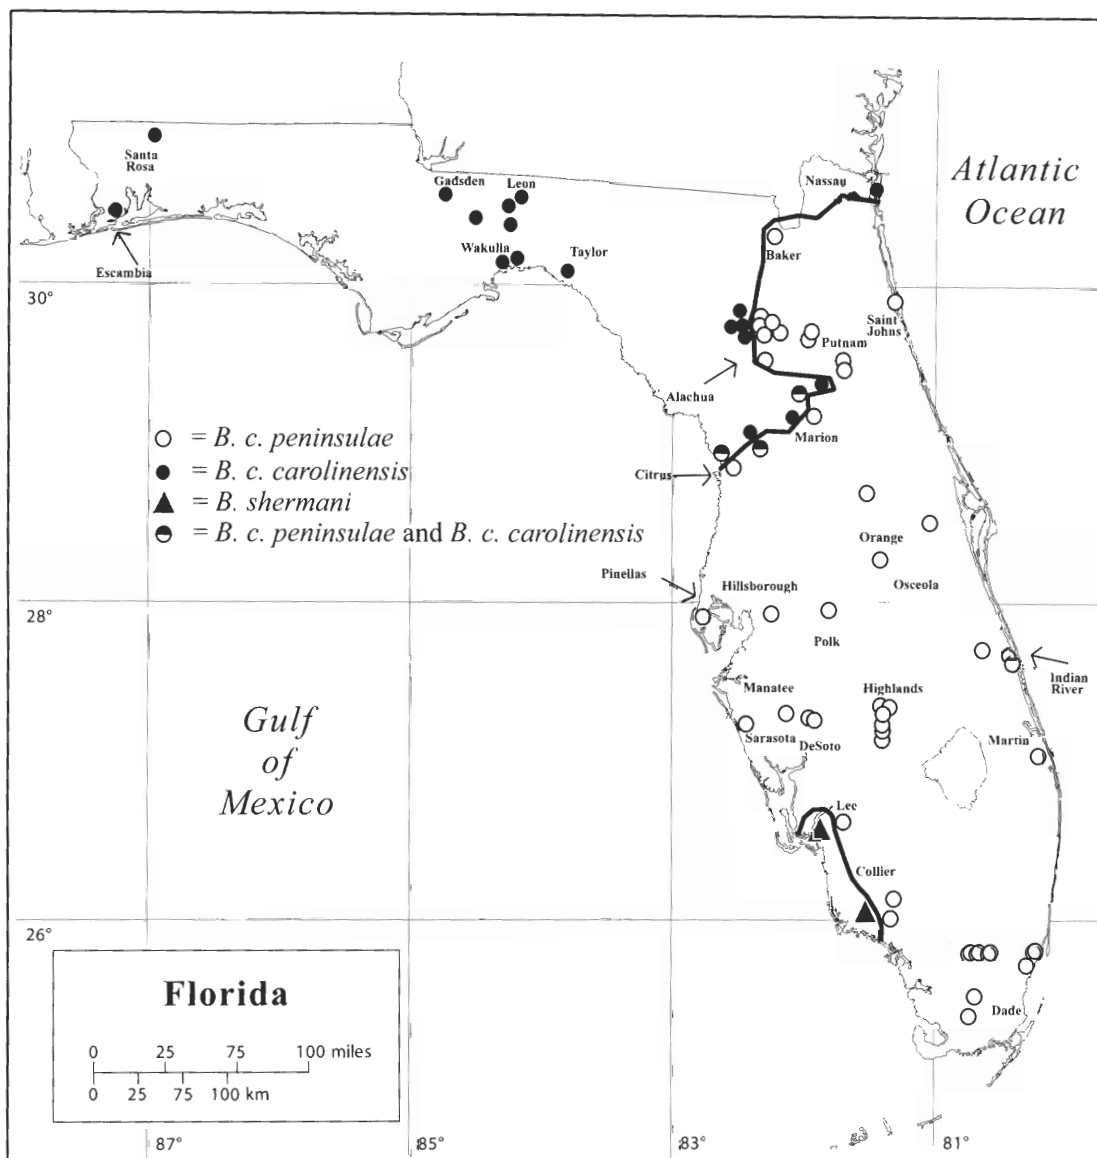 Atlantic
Ocean
Santa
Rosa
Gadsden
Leon
Nassau
Wakulla
Taylor
Baker
Escambia
30°
Saint
Johns
Putnam
Alachua
= B. c. peninsulae
Marion
= B. c. carolinensis
Citrus
= B. shermani
= B. c. peninsulae and B. c. carolinensis
Orange
Pinellas
Hillsborough
Osceola
28°
Polk
Indian
River
Manatee
Highlands
Gulf
of
Mexico
Sarasota
DeSoto
Martin
Lee
Collier
26°
Florida
Dade
0 25 75 100 miles
0 25 75 100 km
87°
85°
83°
81°